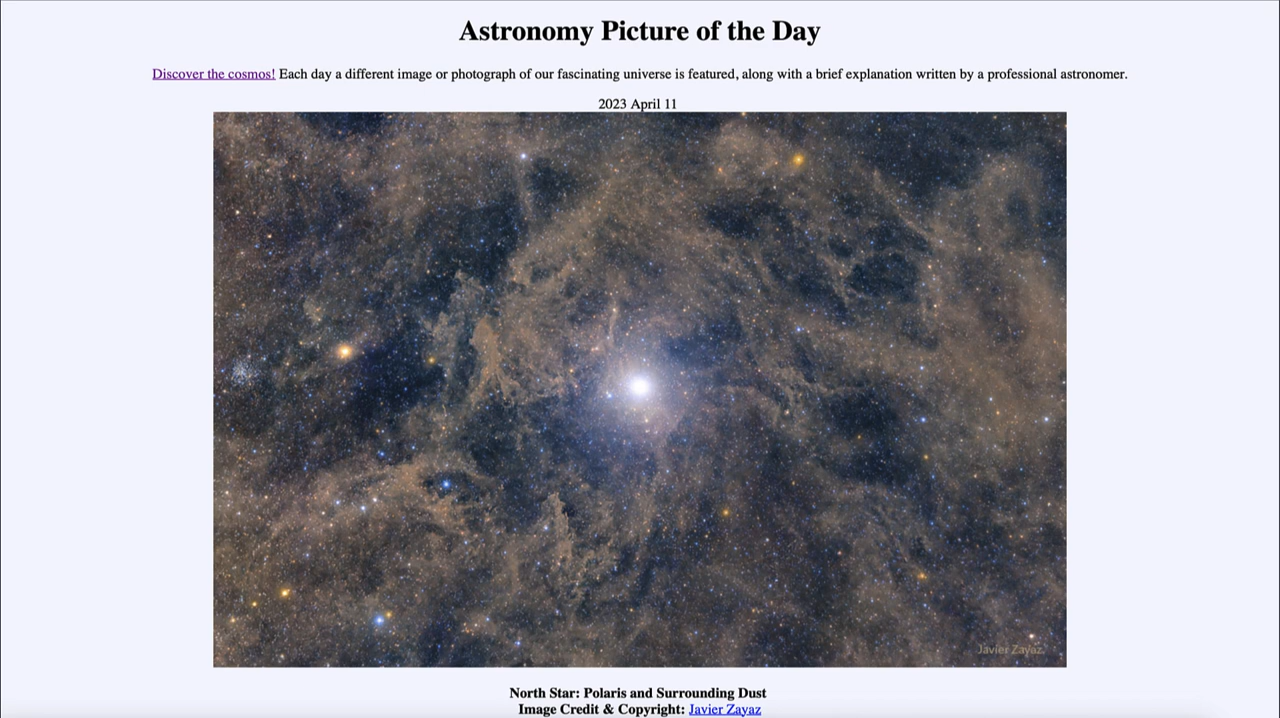 Astronomy Picture of the Day
Discover the cosmos! Each day a different image or photograph of our fascinating universe is featured, along with a brief explanation written by a professional astronomer.
2023 April 11
Javier Zayaz
North Star: Polaris and Surrounding Dust
Image Credit & Copyright: Javier Zayaz